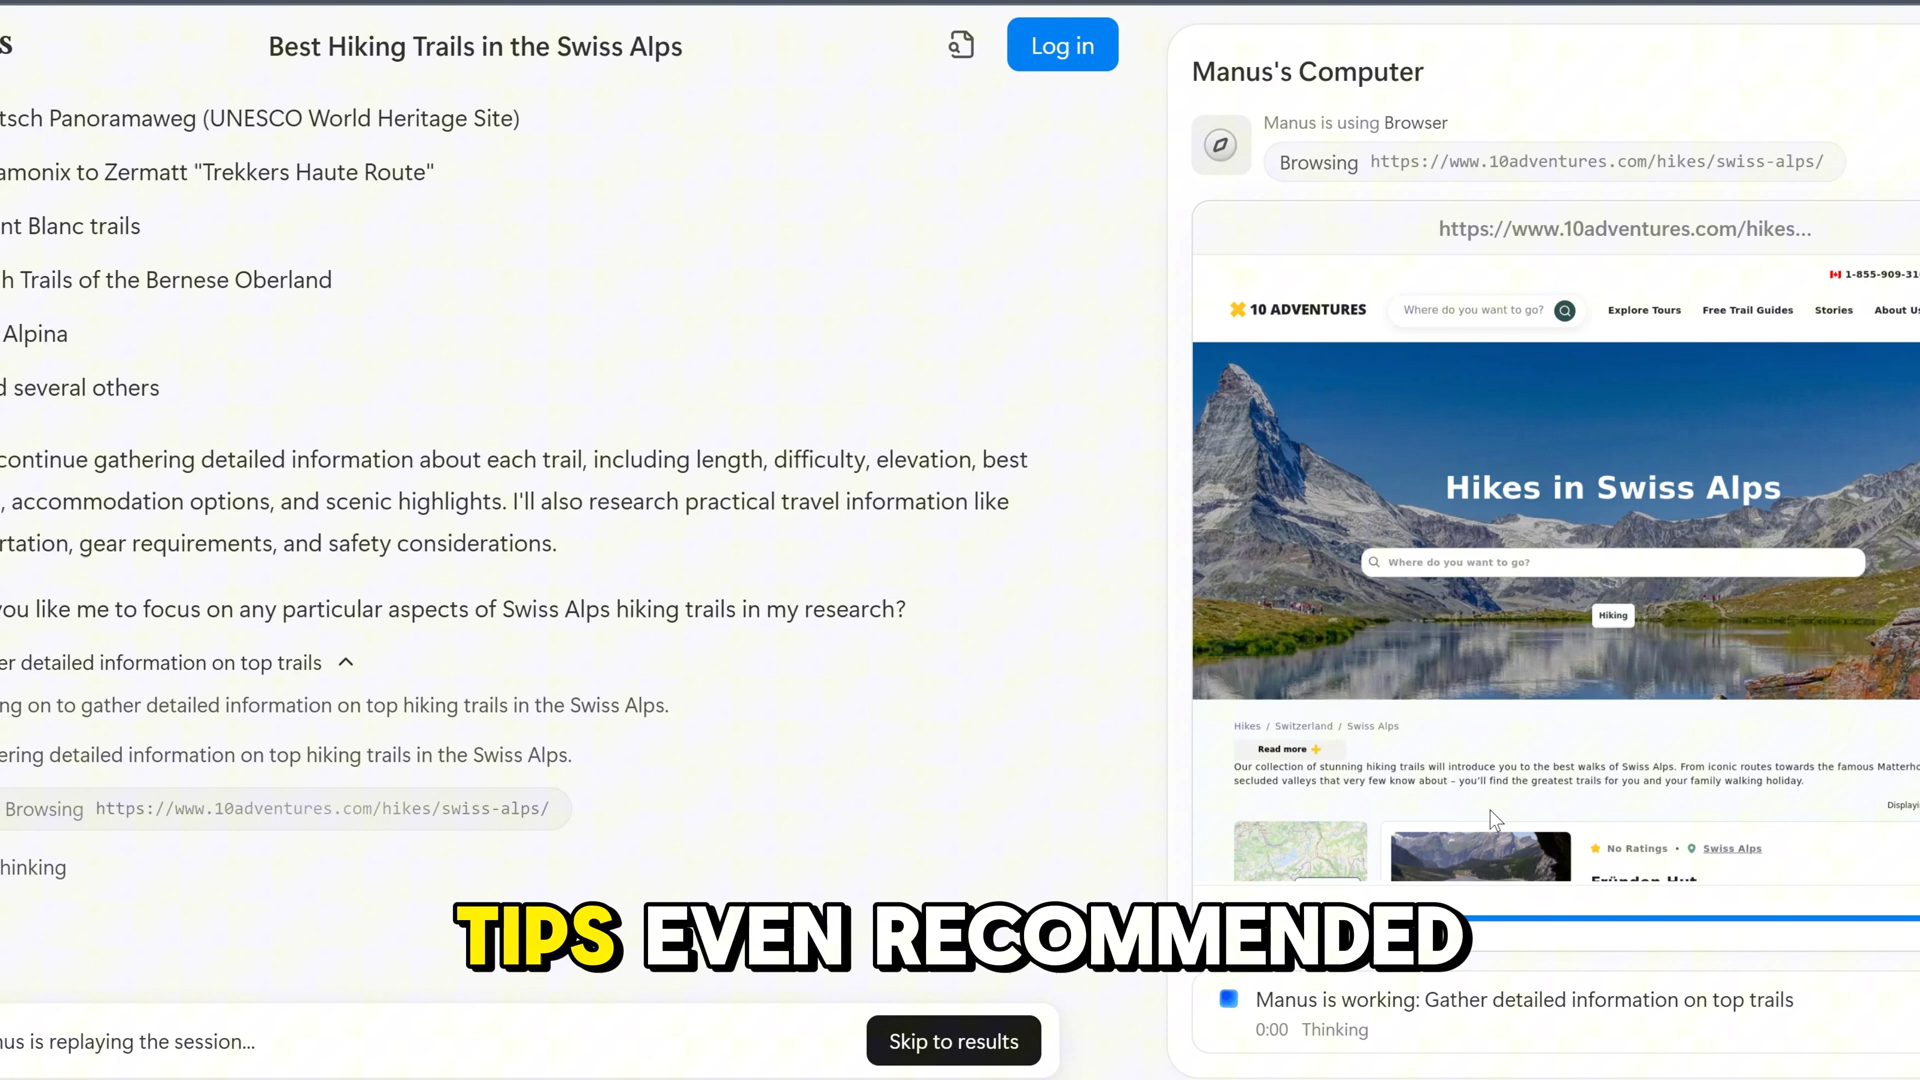 s
Best Hiking Trails in the Swiss Alps
Log in
tsch Panoramaweg (UNESCO World Heritage Site)
amonix to Zermatt "Trekkers Haute Route"
nt Blanc trails
h Trails of the Bernese Oberland
Alpina
d several others
continue gathering detailed information about each trail, including length, difficulty, elevation, best
, accommodation options, and scenic highlights. I'll also research practical travel information like
rtation, gear requirements, and safety considerations.
you like me to focus on any particular aspects of Swiss Alps hiking trails in my research?
er detailed information on top trails
ng on to gather detailed information on top hiking trails in the Swiss Alps.
ering detailed information on top hiking trails in the Swiss Alps.
Browsing https://www.10adventures.com/hikes/swiss-alps/
hinking
nus is replaying the session...
Skip to results
Manus's Computer
Manus is using Browser
Browsing https://www.10adventures.com/hikes/swiss-alps/
https://www.10adventures.com/hikes...
1-855-909-31
10 ADVENTURES
Where do you want to go?
Explore Tours
Free Trail Guides
Stories
About Us
Hikes in Swiss Alps
Where do you want to go?
Hiking
Hikes / Switzerland / Swiss Alps
Read more +
Our collection of stunning hiking trails will introduce you to the best walks of Swiss Alps. From iconic routes towards the famous Matterho
secluded valleys that very few know about – you'll find the greatest trails for you and your family walking holiday.
Displayi
No Ratings • Swiss Alps
Fründen Hut
TIPS EVEN RECOMMENDED
Manus is working: Gather detailed information on top trails
0:00 Thinking